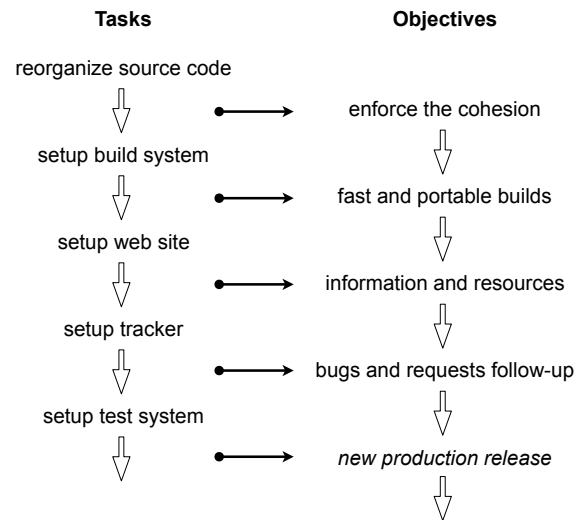 Tasks
Objectives
reorganize source code
enforce the cohesion
setup build system
fast and portable builds
setup web site
information and resources
setup tracker
bugs and requests follow-up
setup test system
new production release